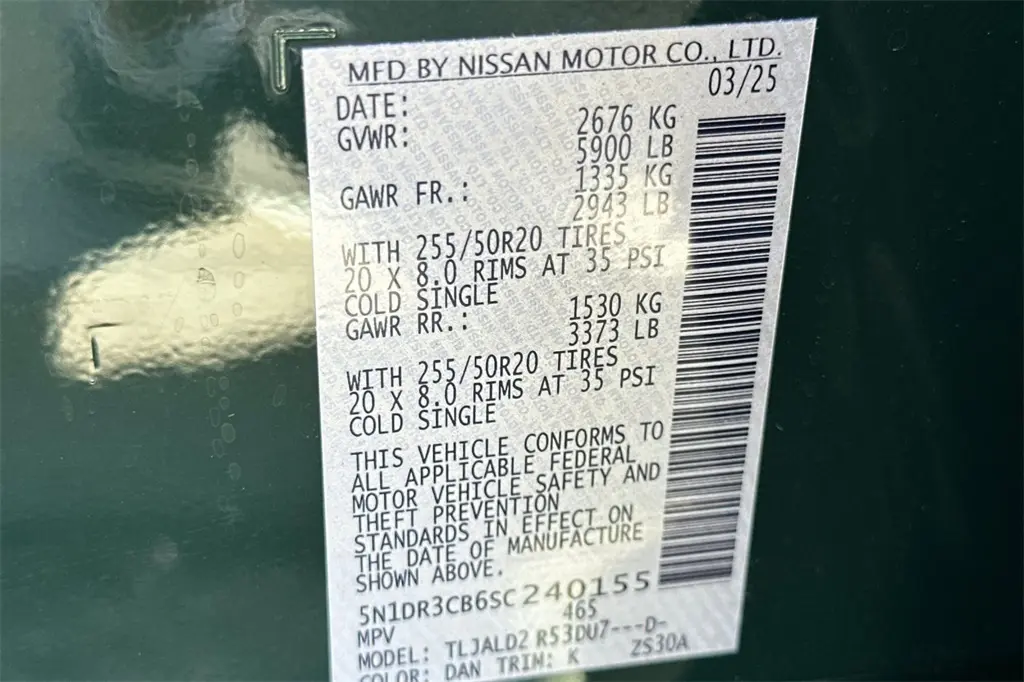 MFD BY NISSAN MOTOR CO., LTD.
DATE: 03/25
GVWR: 2676 KG
5900 LB
GAWR FR.: 1335 KG
2943 LB
WITH 255/50R20 TIRES
20 X 8.0 RIMS AT 35 PSI
COLD SINGLE
GAWR RR.: 1530 KG
3373 LB
WITH 255/50R20 TIRES
20 X 8.0 RIMS AT 35 PSI
COLD SINGLE
THIS VEHICLE CONFORMS TO
ALL APPLICABLE FEDERAL
MOTOR VEHICLE SAFETY AND
THEFT PREVENTION
STANDARDS IN EFFECT ON
THE DATE OF MANUFACTURE
SHOWN ABOVE.
5N1DR3CB6SC240155
MPV 465
MODEL: TLJALD2 R53DU7---D-
COLOR: DAN TRIM: K ZS30A